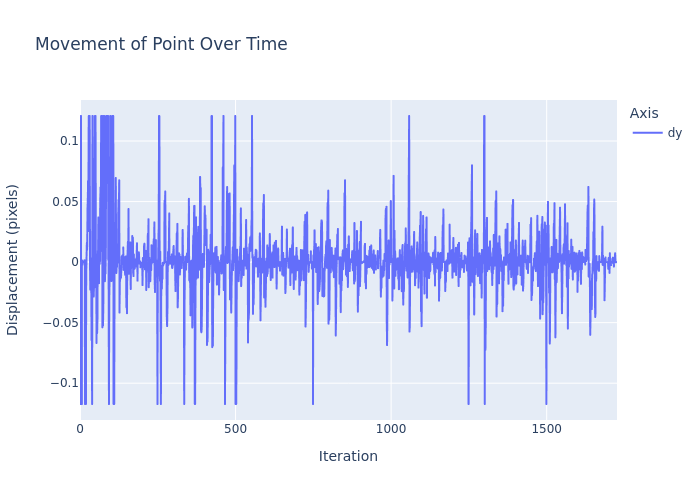 Movement of Point Over Time
Axis
dy
0.1
0.05
0
−0.05
−0.1
Displacement (pixels)
0
500
1000
1500
Iteration